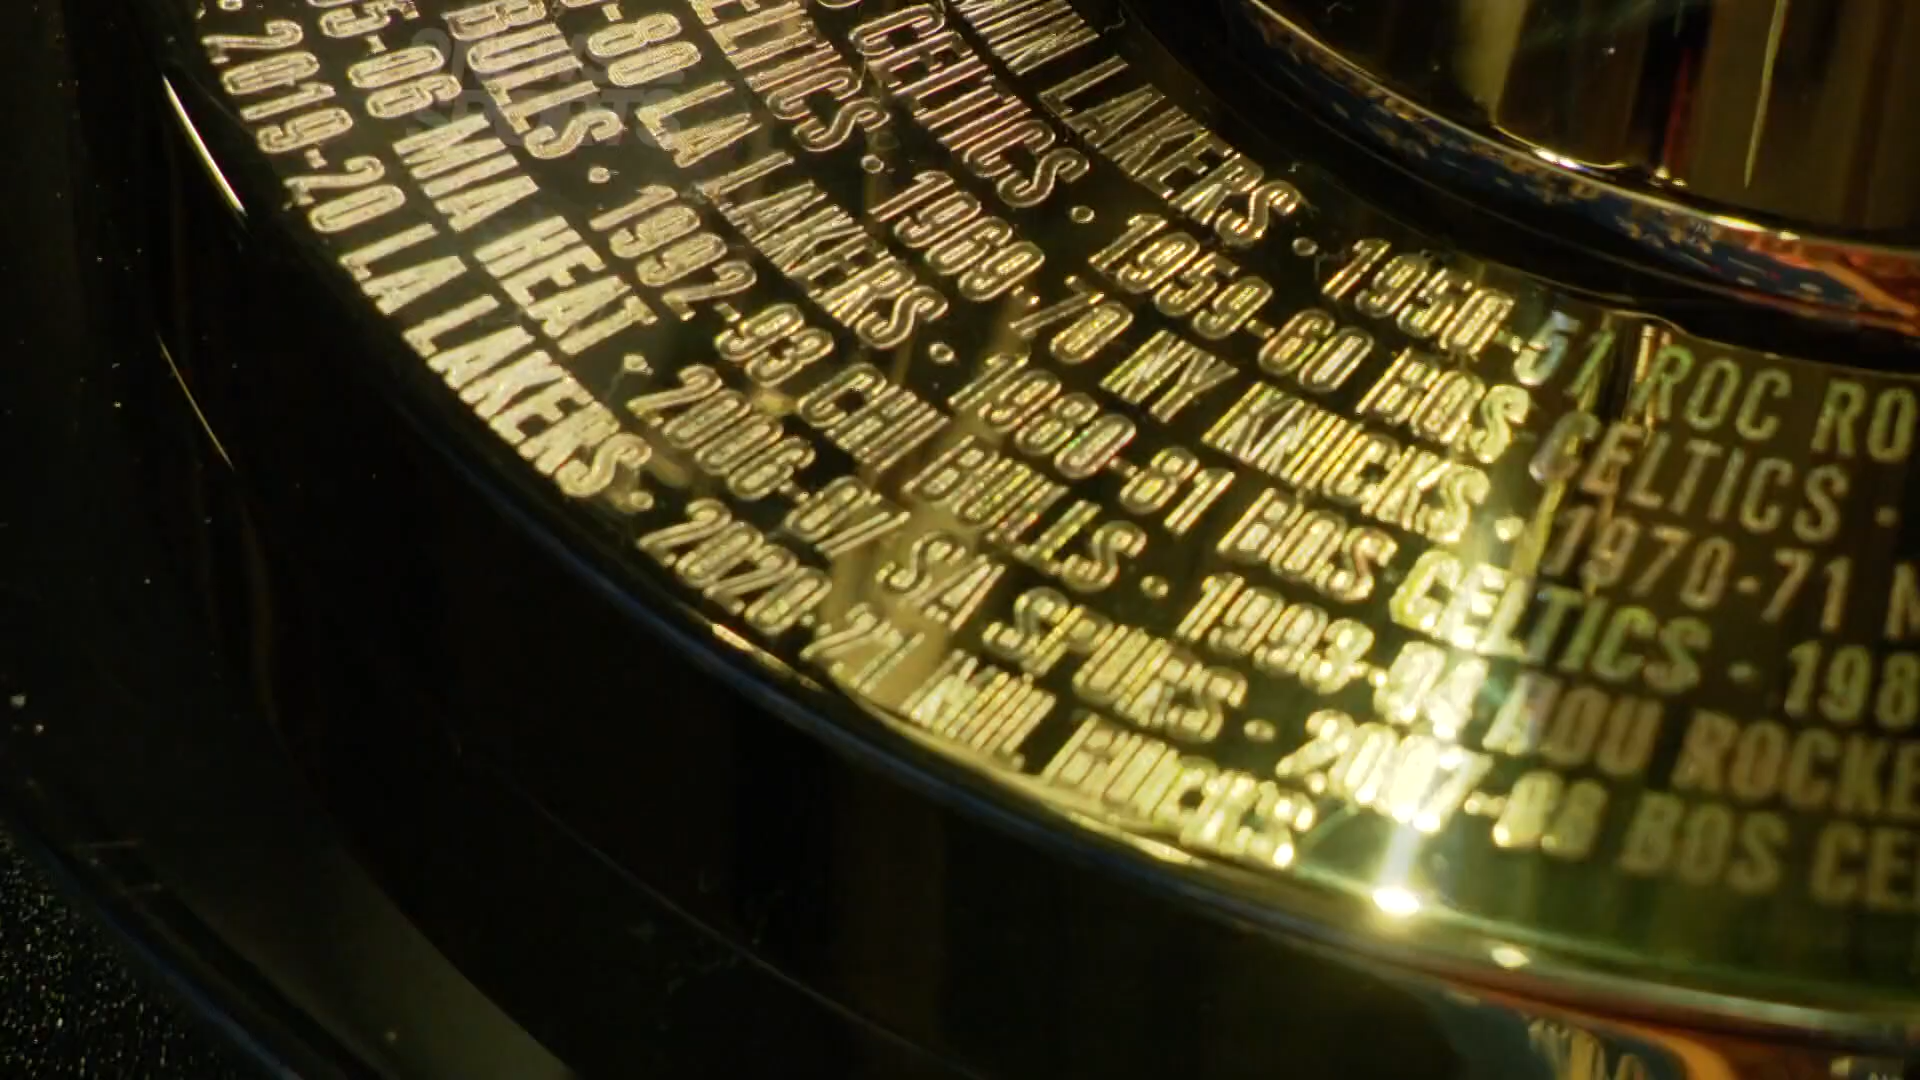 MIN LAKERS · 1950-51 ROC RO
CELTICS · 1959-60 BOS CELTICS ·
ELTICS · 1969-70 NY KNICKS · 1970-71 M
-80 LA LAKERS · 1980-81 BOS CELTICS · 198
BULLS · 1992-93 CHI BULLS · 1993-94 HOU ROCKE
05-06 MIA HEAT · 2006-07 SA SPURS · 2007-08 BOS CE
· 2019-20 LA LAKERS · 2020-21 MIL BUCKS